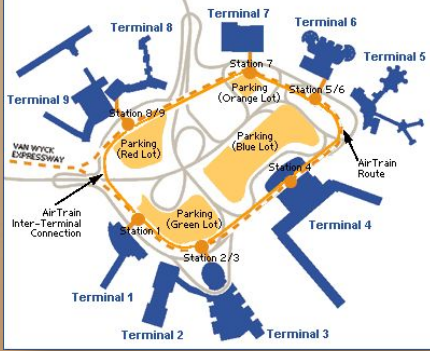 Terminal 7
Terminal 8
Terminal 6
Terminal 5
Station 7
Terminal 9
Station 5/6
Parking
(Orange Lot)
Station 8/9
Parking
(Red Lot)
Parking
(Blue Lot)
VAN WYCK
EXPRESSWAY
AirTrain
Route
Station 4
AirTrain
Inter-Terminal
Connection
Parking
(Green Lot)
Station 1
Terminal 4
Station 2/3
Terminal 1
Terminal 2
Terminal 3